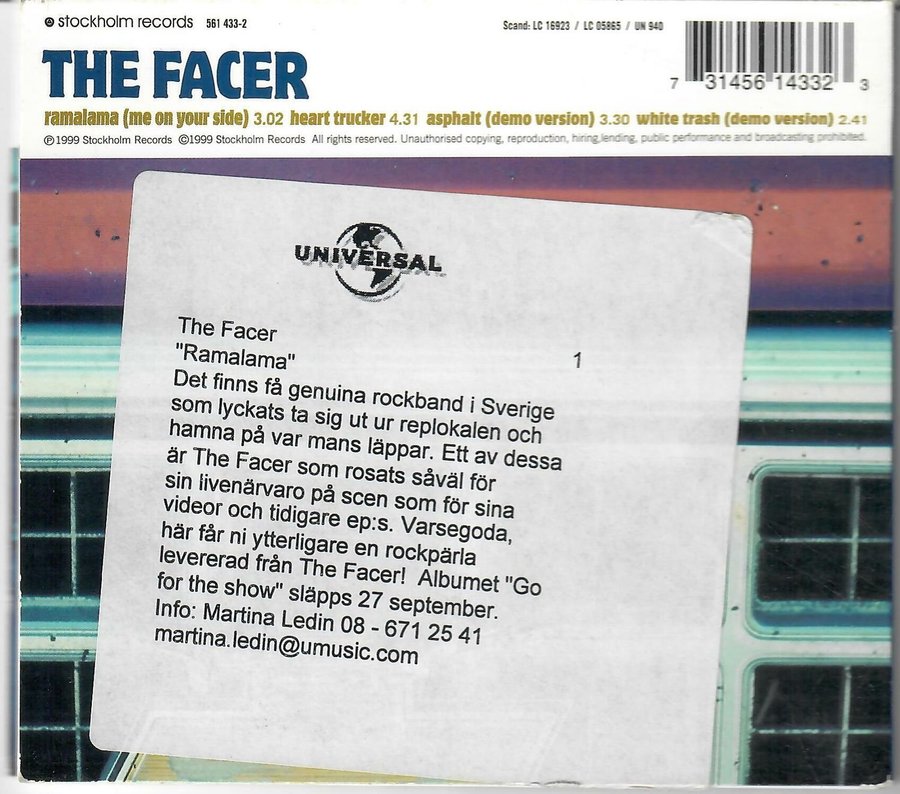 stockholm records 561 433-2 Scand: LC 16923 / LC 05865 / UN 940
THE FACER
7 31456 14332 3
ramalama (me on your side) 3.02 heart trucker 4.31 asphalt (demo version) 3.30 white trash (demo version) 2.41
℗1999 Stockholm Records ©1999 Stockholm Records All rights reserved. Unauthorised copying, reproduction, hiring,lending, public performance and broadcasting prohibited.
UNIVERSAL
The Facer
"Ramalama" 1
Det finns få genuina rockband i Sverige
som lyckats ta sig ut ur replokalen och
hamna på var mans läppar. Ett av dessa
är The Facer som rosats såväl för
sin livenärvaro på scen som för sina
videor och tidigare ep:s. Varsegoda,
här får ni ytterligare en rockpärla
levererad från The Facer! Albumet "Go
for the show" släpps 27 september.
Info: Martina Ledin 08 - 671 25 41
martina.ledin@umusic.com